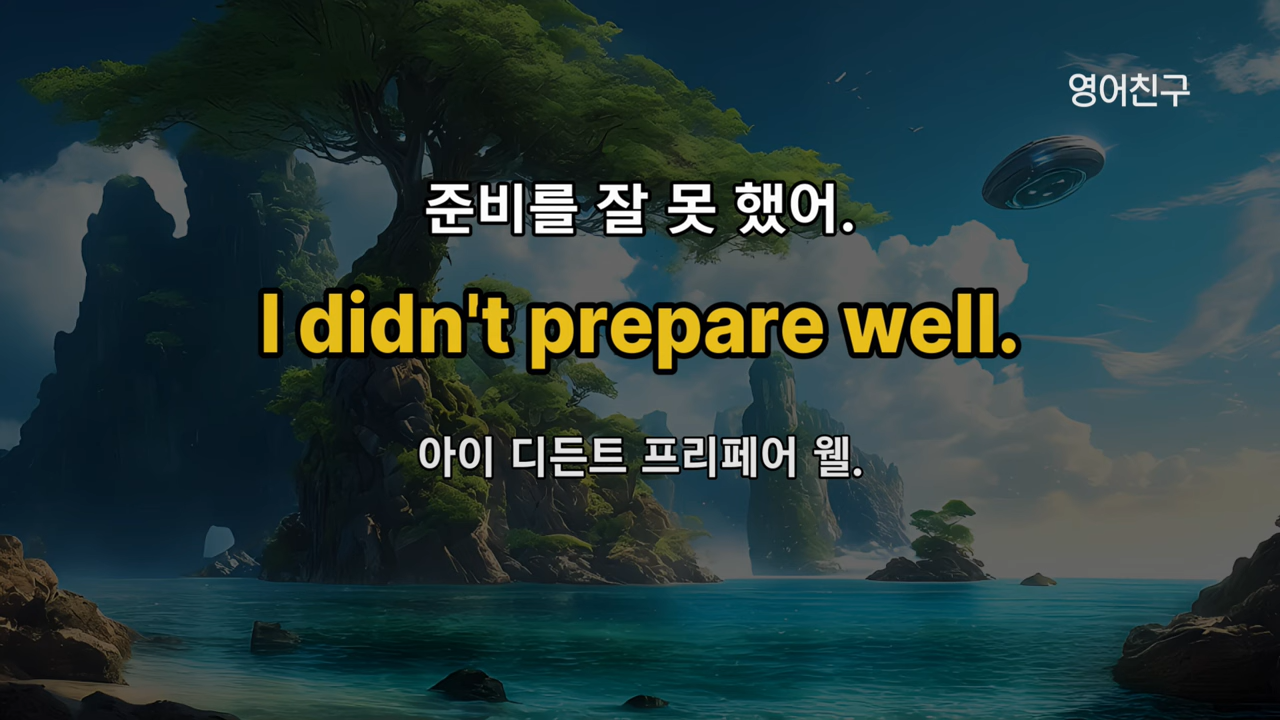 영어친구
준비를 잘 못 했어.
I didn't prepare well.
아이 디든트 프리페어 웰.